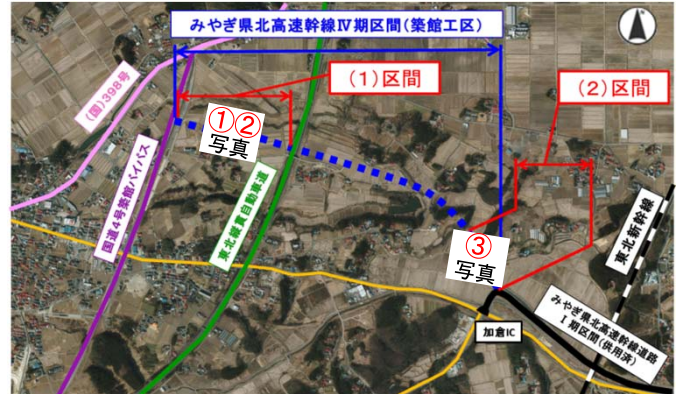 みやぎ県北高速幹線Ⅳ期区間(築館工区)
(1)区間
(2)区間
(国)398号
①②
写真
国道4号築館バイパス
東北縦貫自動車道
③
写真
東北新幹線
加倉IC
みやぎ県北高速幹線道路
Ⅰ期区間(供用済)